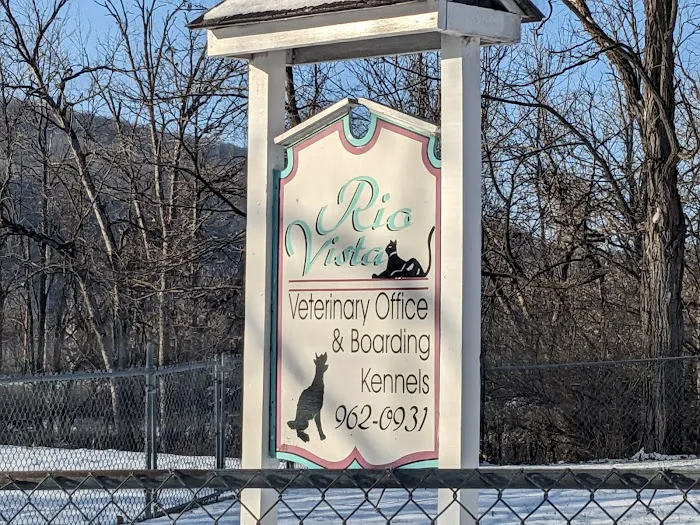 Rio
Vista
Veterinary Office
& Boarding
Kennels
962-0931